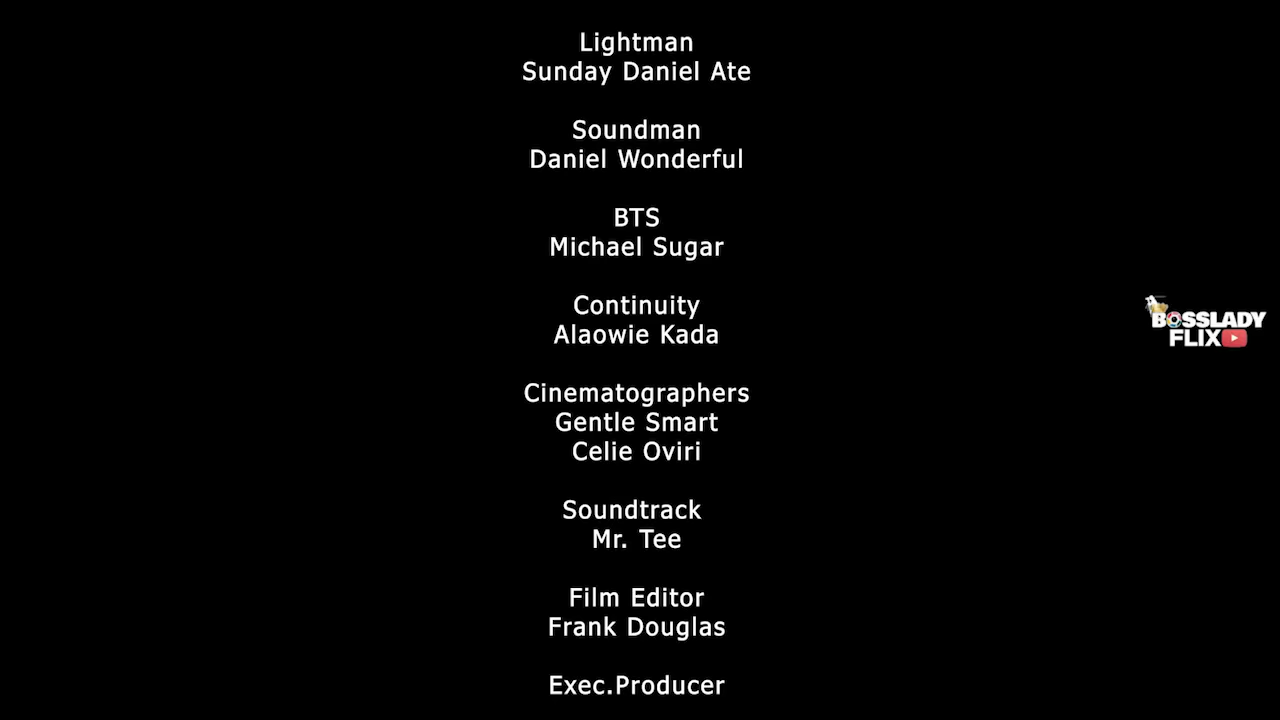 Lightman
Sunday Daniel Ate
Soundman
Daniel Wonderful
BTS
Michael Sugar
Continuity
Alaowie Kada
Cinematographers
Gentle Smart
Celie Oviri
Soundtrack
Mr. Tee
Film Editor
Frank Douglas
Exec.Producer
BOSSLADY
FLIX